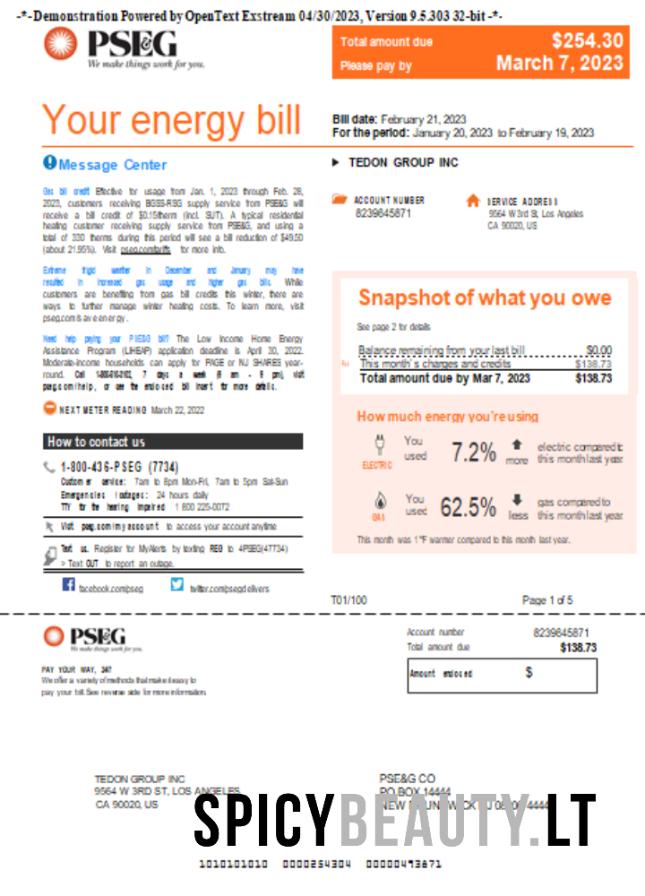 -*- Demonstration Powered by OpenText Exstream 04/30/2023, Version 9.5.303 32-bit -*-
PSE&G
We make things work for you.
Total amount due $254.30
Please pay by March 7, 2023
Your energy bill
Bill date: February 21, 2023
For the period: January 20, 2023 to February 19, 2023
Message Center
TEDON GROUP INC
ACCOUNT NUMBER
8239645871
SERVICE ADDRESS
9564 W 3rd St, Los Angeles
CA 90020, US
Gas bill credit Effective for usage from Jan. 1, 2023 through Feb. 28,
2023, customers receiving BGSS-RSG supply service from PSE&G will
receive a bill credit of $0.15/therm (incl. SUT). A typical residential
heating customer receiving supply service from PSE&G, and using a
total of 330 therms during this period will see a bill reduction of $49.50
(about 21.95%). Visit pseg.com/tariffs for more info.
Extreme frigid weather in December and January may have
resulted in increased gas usage and higher gas bills. While
customers are benefiting from gas bill credits this winter, there are
ways to further manage winter heating costs. To learn more, visit
pseg.com/saveenergy.
Need help paying your PSE&G bill? The Low Income Home Energy
Assistance Program (LIHEAP) application deadline is April 30, 2022.
Moderate-income households can apply for PAGE or NJ SHARES year-
round. Call 7 days a week visit
pseg.com/help, or see the enclosed bill insert for more details.
NEXT METER READING March 22, 2022
Snapshot of what you owe
See page 2 for details
Balance remaining from your last bill $0.00
This month's charges and credits $138.73
Total amount due by Mar 7, 2023 $138.73
How much energy you're using
ELECTRIC
You used 7.2% more electric compared to this month last year
GAS
You used 62.5% less gas compared to this month last year
This month was 1°F warmer compared to this month last year.
How to contact us
1-800-436-PSEG (7734)
Customer service: 7am to 8pm Mon-Fri, 7am to 5pm Sat-Sun
Emergencies 24 hours daily
TTY for the hearing impaired 1 800 225-0072
Visit pseg.com/myaccount to access your account anytime
Text us. Register for MyAlerts by texting REG to 4PSEG(47734)
> Text OUT to report an outage.
facebook.com/pseg
twitter.com/psegdelivers
T01/100
Page 1 of 5
PSE&G
We make things work for you.
Account number 8239645871
Total amount due $138.73
Amount enclosed $
PAY YOUR WAY, 24/7
We offer a variety of methods that make it easy to
pay your bill. See reverse side for more information.
TEDON GROUP INC
9564 W 3RD ST, LOS ANGELES
CA 90020, US
PSE&G CO
PO BOX 14444
SPICYBEAUTY.LT
1010101010 0000254304 00000493871